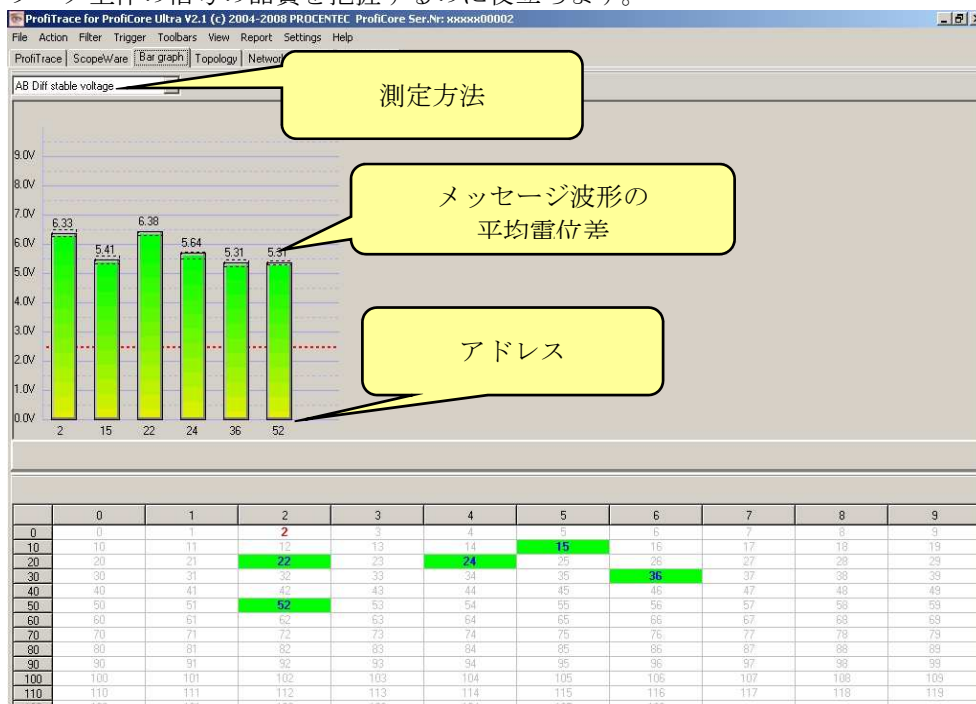 ProfiTrace for ProfiCore Ultra V2.1 (c) 2004-2008 PROCENTEC ProfiCore Ser.Nr: xxxxx00002
File Action Filter Trigger Toolbars View Report Settings Help
ProfiTrace ScopeWare Bar graph Topology
AB Diff stable voltage
測定方法
メッセージ波形の
平均電位差
アドレス
9.0V
8.0V
7.0V
6.0V
5.0V
4.0V
3.0V
2.0V
1.0V
0.0V
6.33 5.41 6.38 5.64 5.31 5.31
2 15 22 24 36 52
0 1 2 3 4 5 6 7 8 9
0 0 1 2 3 4 5 6 7 8 9
10 10 11 12 13 14 15 16 17 18 19
20 20 21 22 23 24 25 26 27 28 29
30 30 31 32 33 34 35 36 37 38 39
40 40 41 42 43 44 45 46 47 48 49
50 50 51 52 53 54 55 56 57 58 59
60 60 61 62 63 64 65 66 67 68 69
70 70 71 72 73 74 75 76 77 78 79
80 80 81 82 83 84 85 86 87 88 89
90 90 91 92 93 94 95 96 97 98 99
100 100 101 102 103 104 105 106 107 108 109
110 110 111 112 113 114 115 116 117 118 119